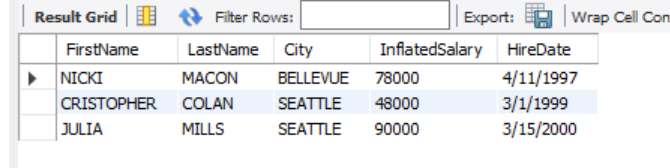 Result Grid Filter Rows: Export: Wrap Cell Con
FirstName LastName City InflatedSalary HireDate
NICKI MACON BELLEVUE 78000 4/11/1997
CRISTOPHER COLAN SEATTLE 48000 3/1/1999
JULIA MILLS SEATTLE 90000 3/15/2000